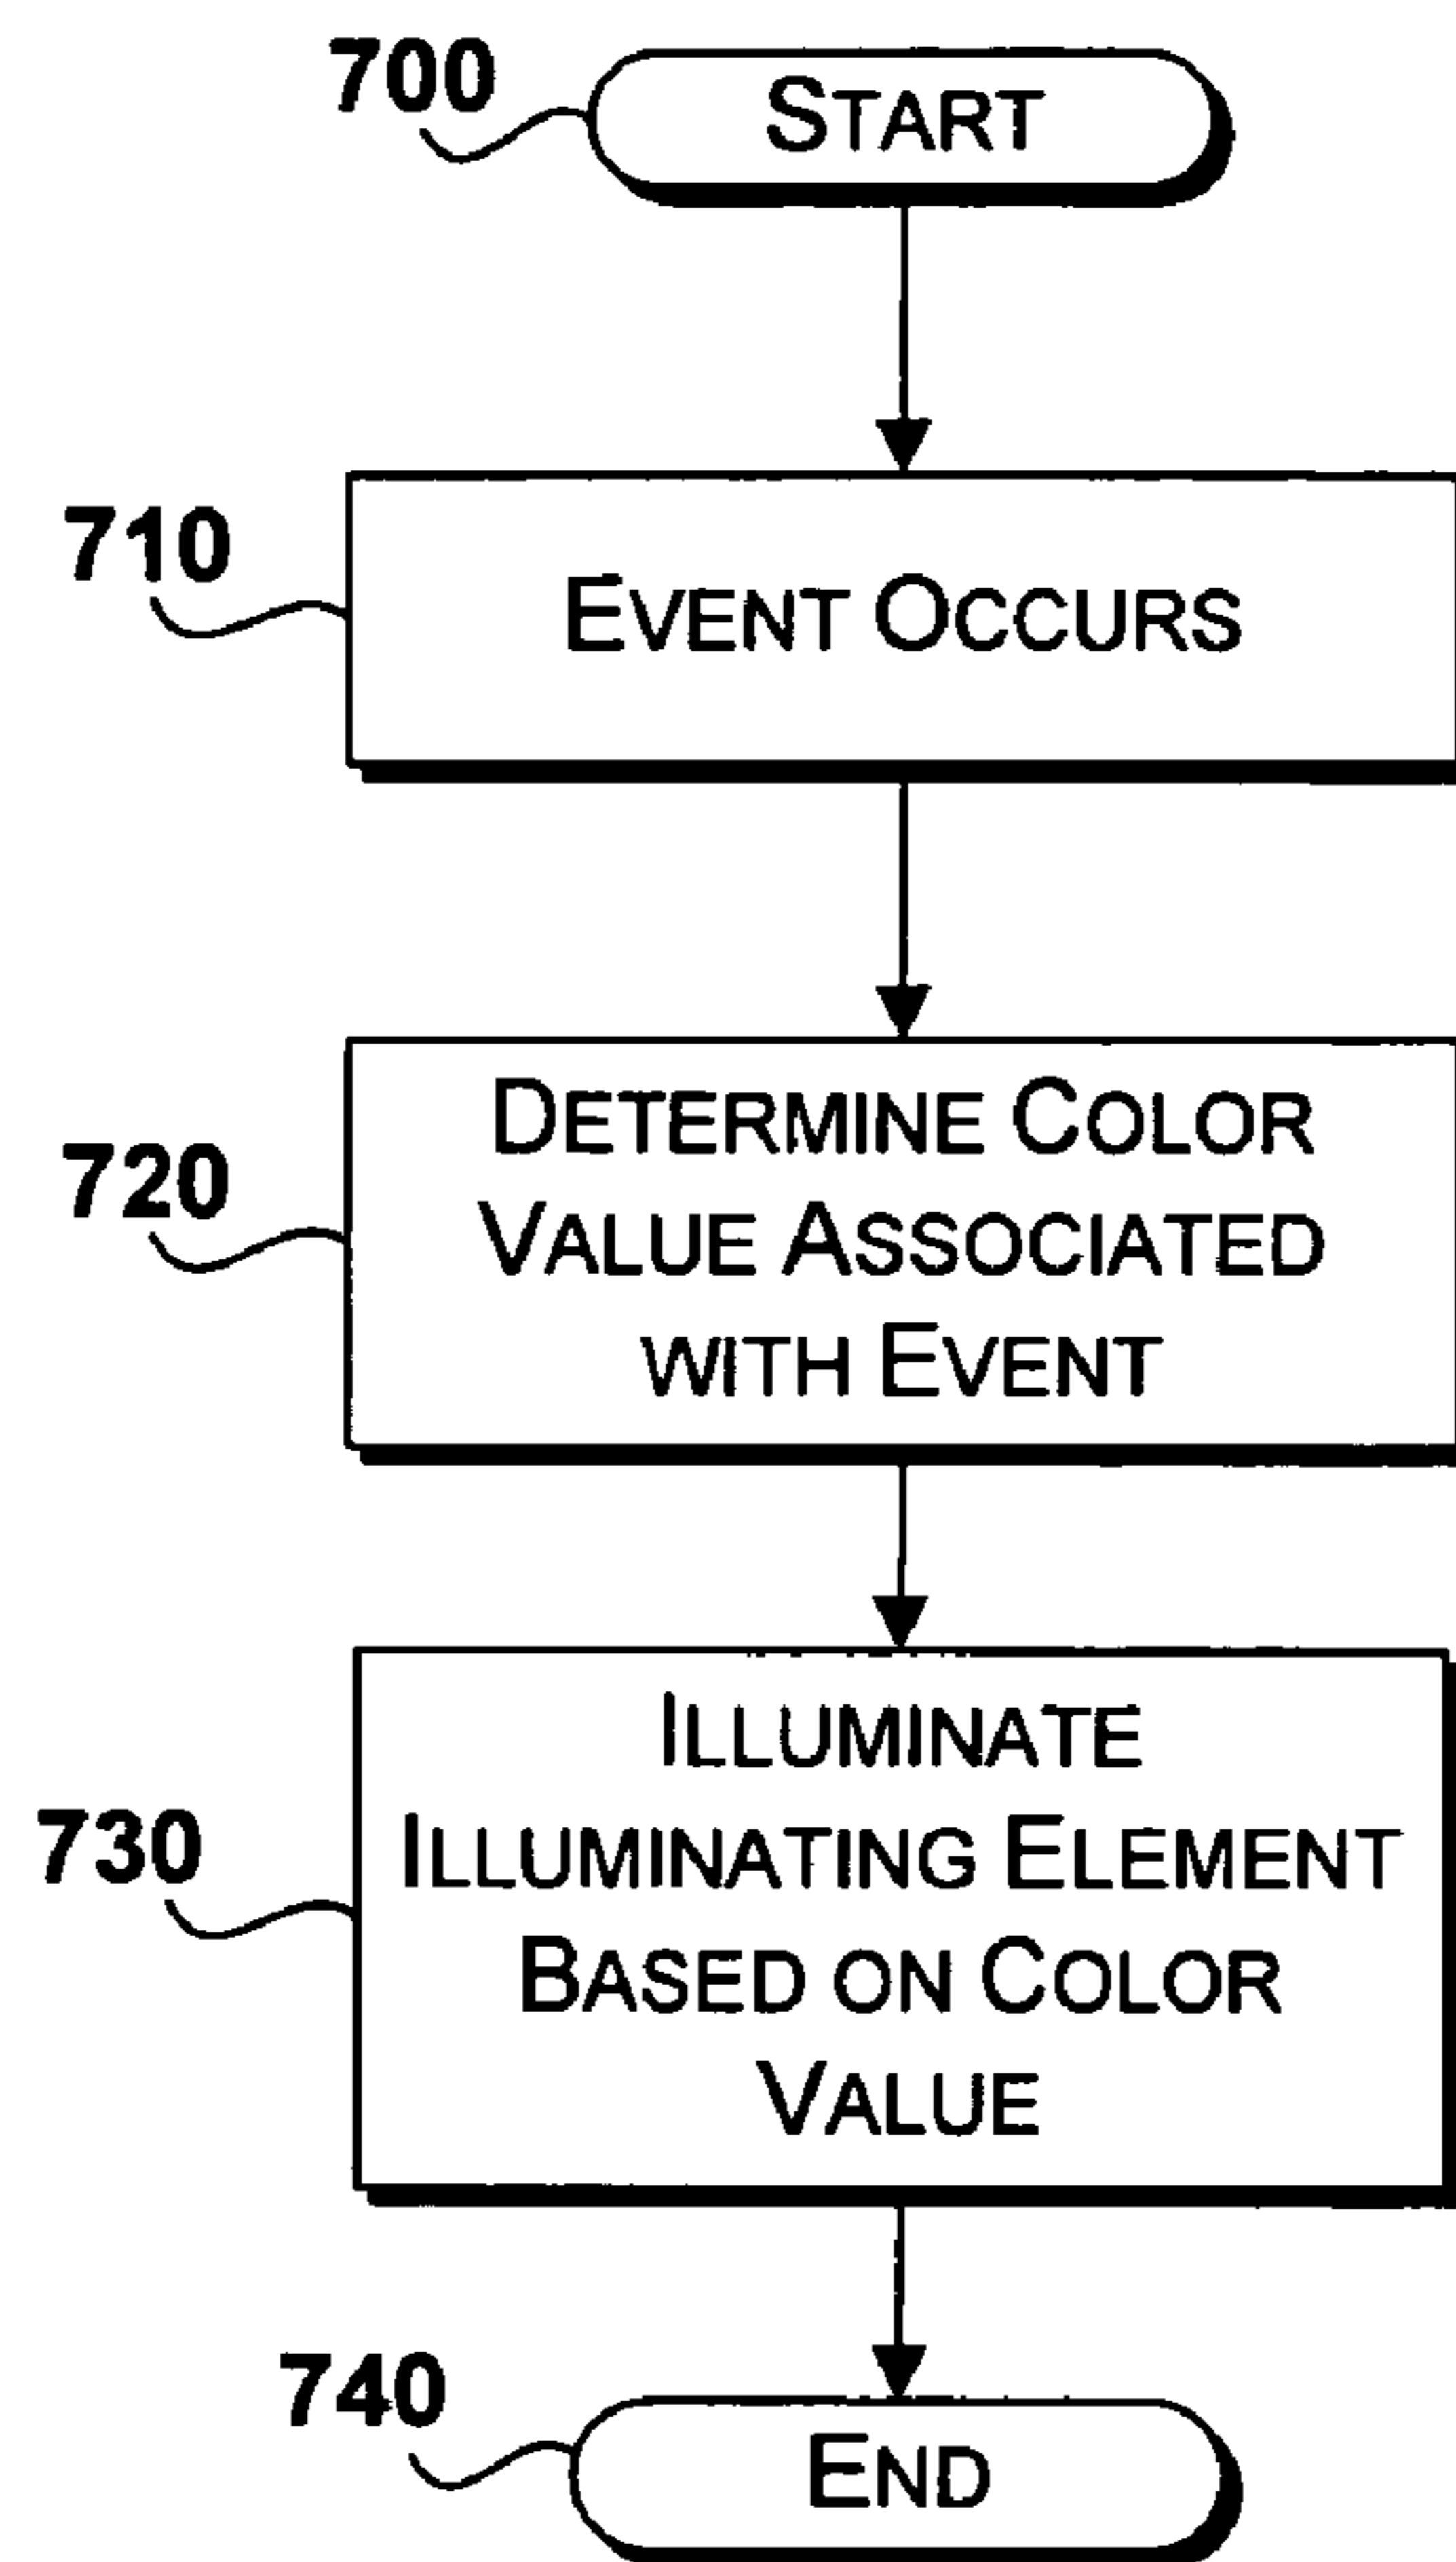 700
START
710
EVENT OCCURS
720
DETERMINE COLOR
VALUE ASSOCIATED
WITH EVENT
730
ILLUMINATE
ILLUMINATING ELEMENT
BASED ON COLOR
VALUE
740
END